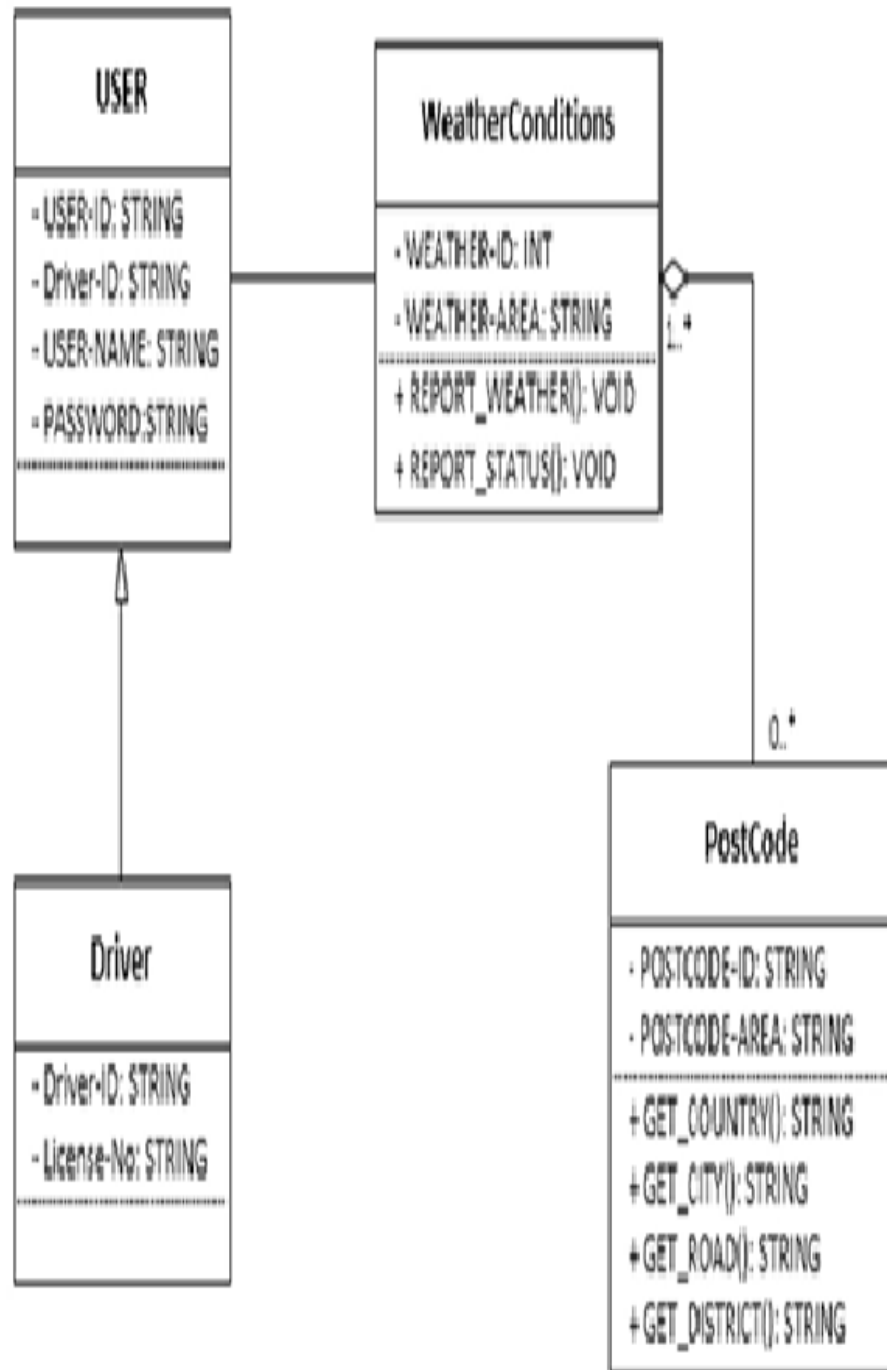 USER
- USER-ID: STRING
- Driver-ID: STRING
- USER-NAME: STRING
- PASSWORD:STRING
WeatherConditions
- WEATHER-ID: INT
- WEATHER-AREA: STRING
+ REPORT_WEATHER(): VOID
+ REPORT_STATUS(): VOID
1..*
0..*
Driver
- Driver-ID: STRING
- License-No: STRING
PostCode
- POSTCODE-ID: STRING
- POSTCODE-AREA: STRING
+ GET_COUNTRY(): STRING
+ GET_CITY(): STRING
+ GET_ROAD(): STRING
+ GET_DISTRICT(): STRING